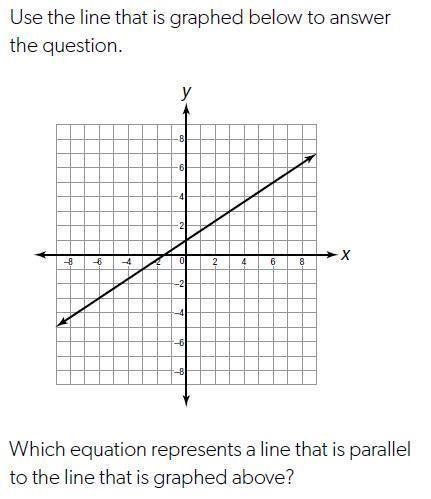 Use the line that is graphed below to answer
the question.
y
8
6
4
2
-8 -6 -4 -2 0 2 4 6 8 x
-2
-4
-6
-8
Which equation represents a line that is parallel
to the line that is graphed above?